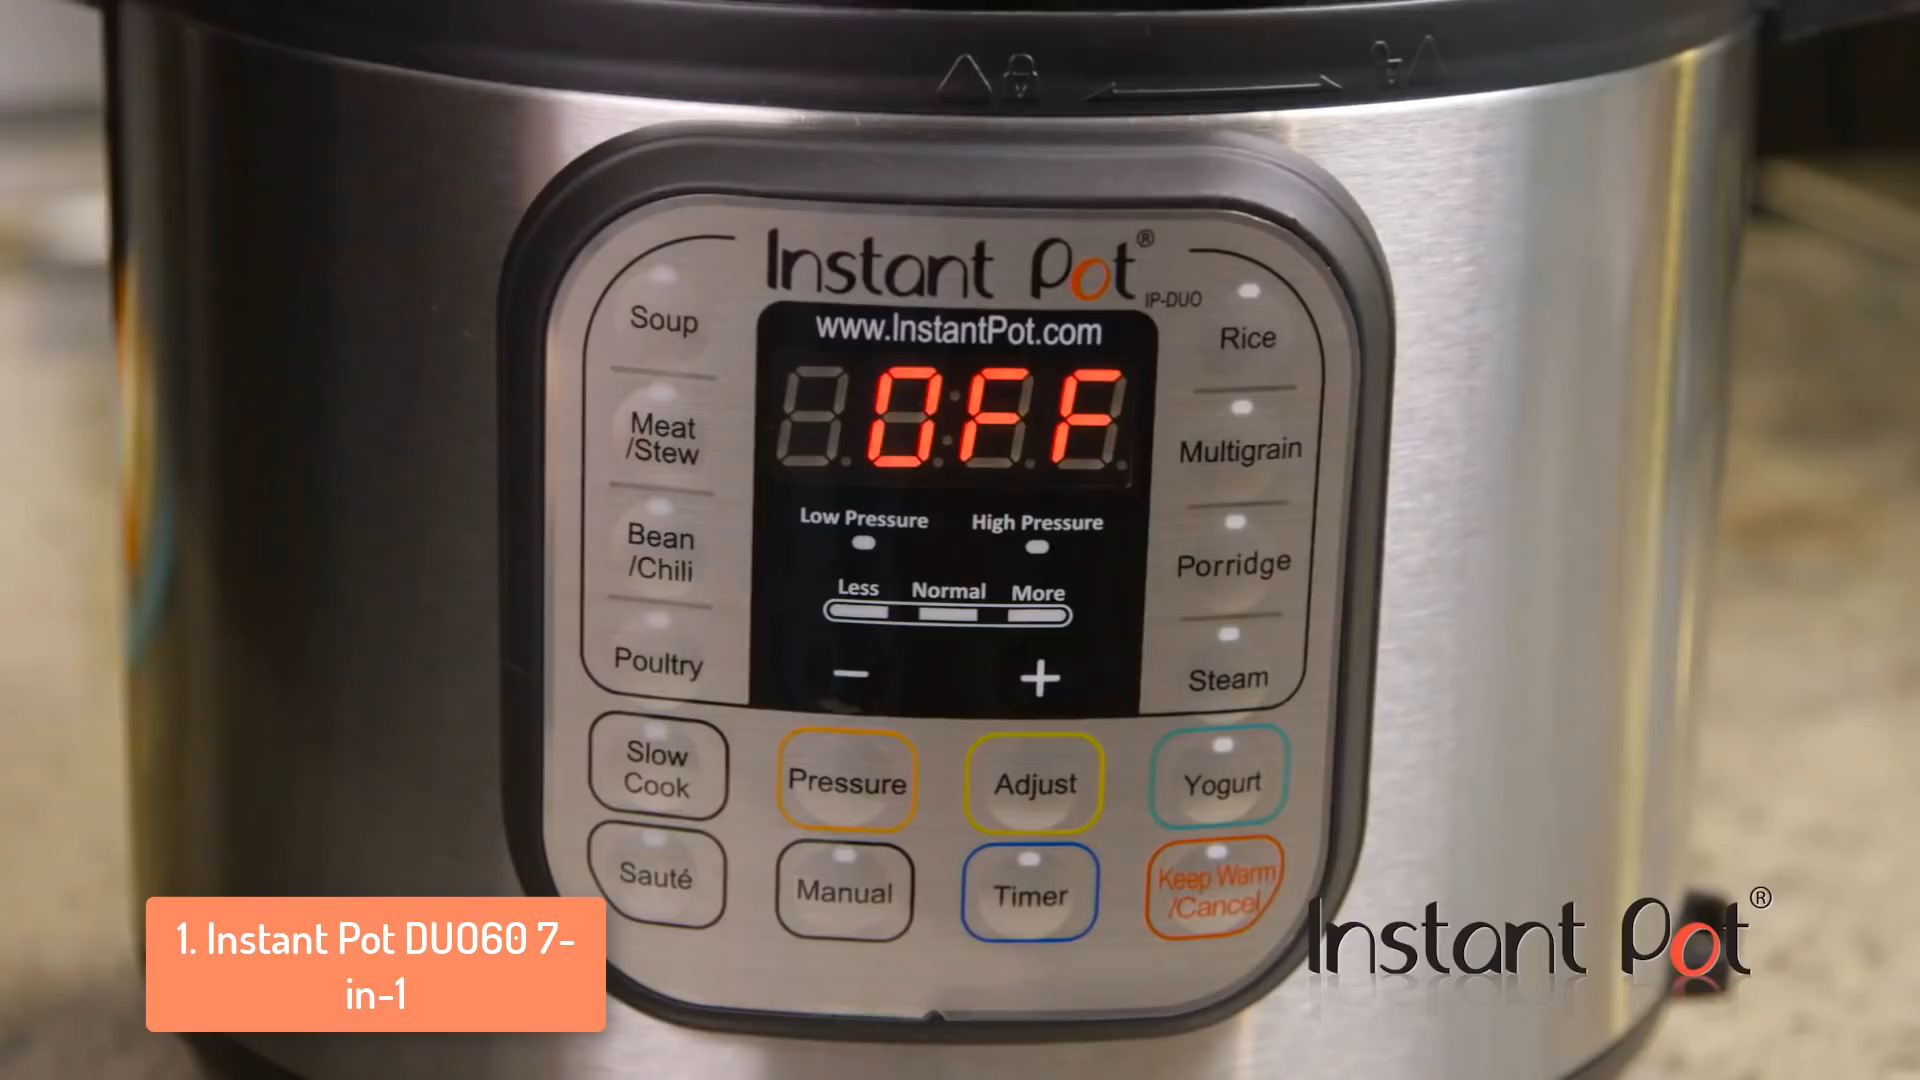 Instant Pot®
IP-DUO
www.InstantPot.com
OFF
Soup
Meat
/Stew
Bean
/Chili
Poultry
Low Pressure High Pressure
Less Normal More
− +
Rice
Multigrain
Porridge
Steam
Slow
Cook
Pressure
Adjust
Yogurt
Sauté
Manual
Timer
Keep Warm
/Cancel
1. Instant Pot DUO60 7-
in-1
Instant Pot®